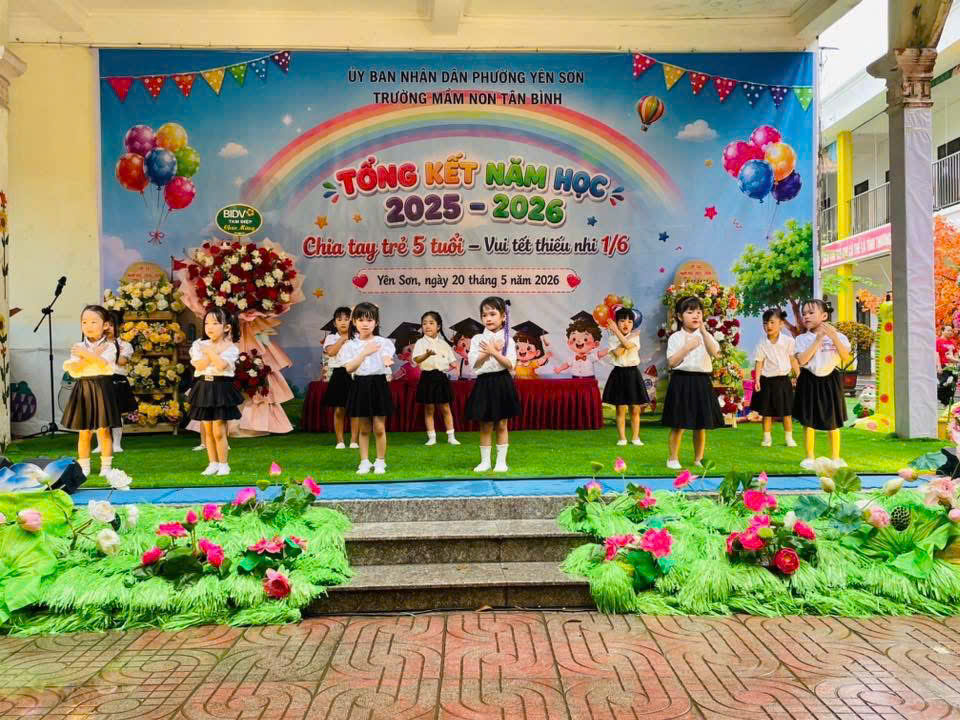 ỦY BAN NHÂN DÂN PHƯỜNG YÊN SƠN
TRƯỜNG MẦM NON TÂN BÌNH
TỔNG KẾT NĂM HỌC
2025 - 2026
Chia tay trẻ 5 tuổi - Vui tết thiếu nhi 1/6
Yên Sơn, ngày 20 tháng 5 năm 2026
BIDV
TAM ĐIỆP